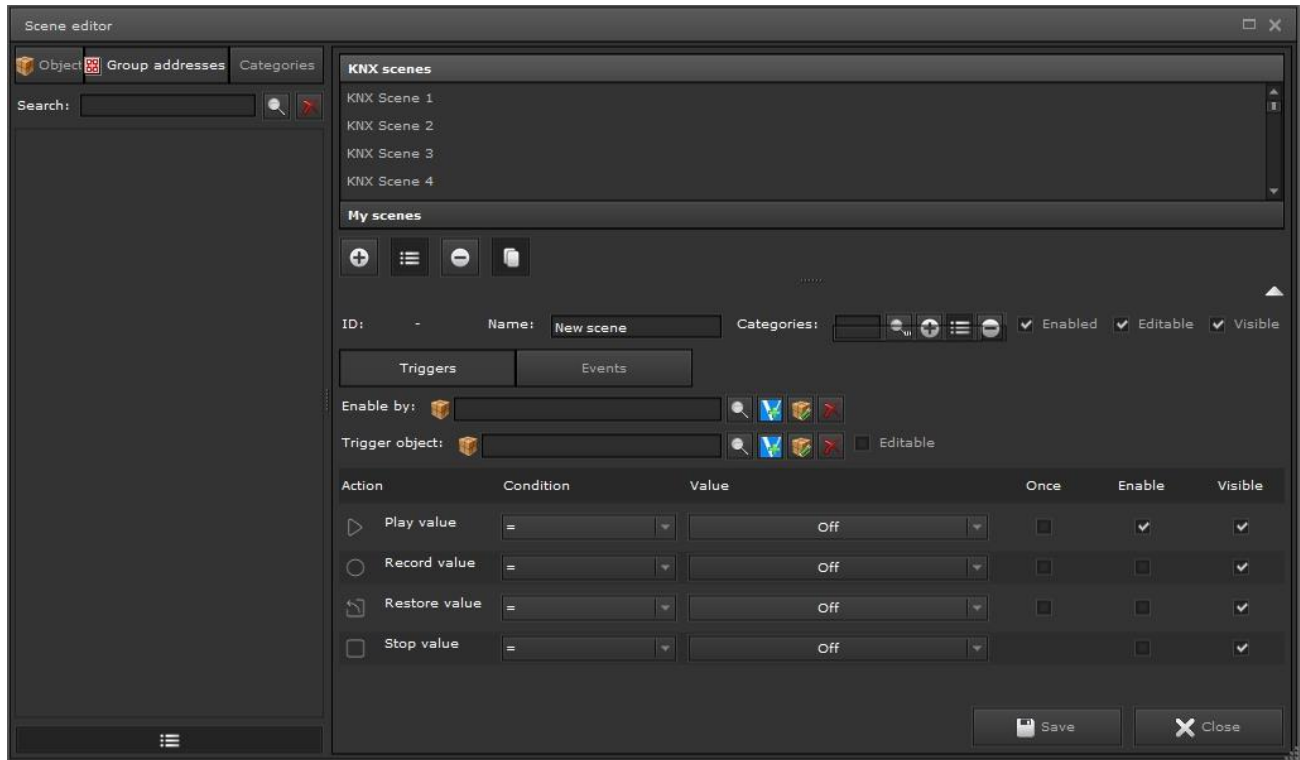 Scene editor
Object Group addresses Categories
Search:
KNX scenes
KNX Scene 1
KNX Scene 2
KNX Scene 3
KNX Scene 4
My scenes
ID: - Name: New scene Categories: Enabled Editable Visible
Triggers Events
Enable by:
Trigger object: Editable
Action Condition Value Once Enable Visible
Play value = Off
Record value = Off
Restore value = Off
Stop value = Off
Save Close